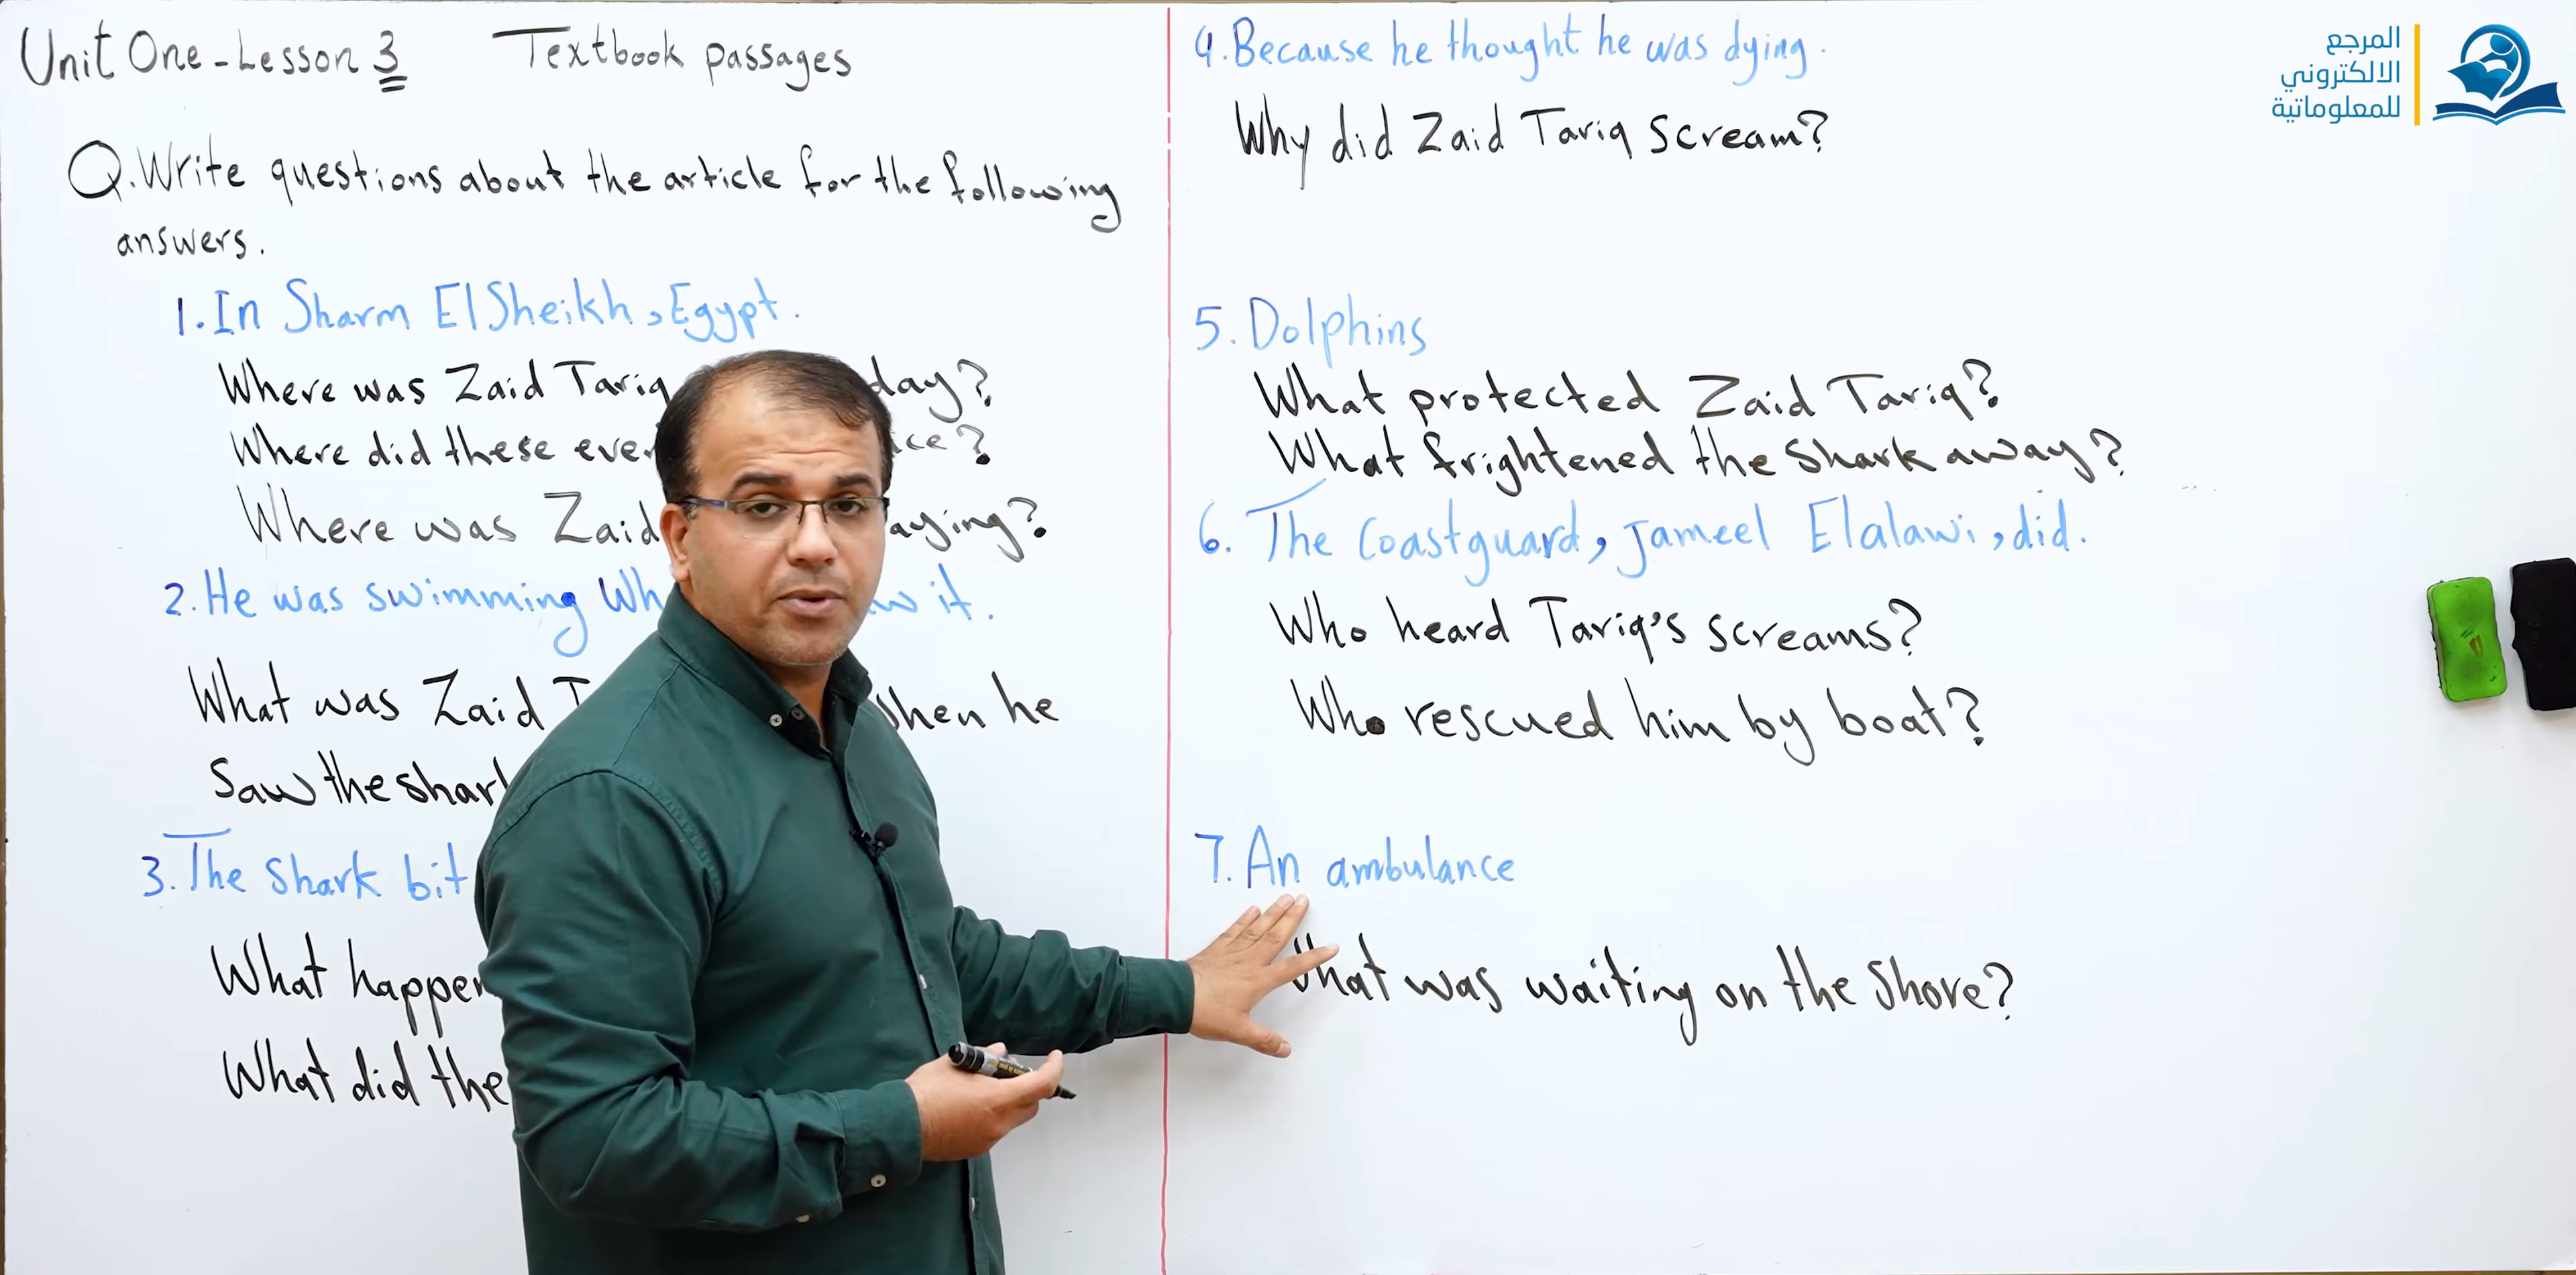 Unit One - Lesson 3 Textbook passages
Q. Write questions about the article for the following
answers.
1. In Sharm El Sheikh, Egypt.
Where was Zaid Tariq day?
Where did these
Where was Zaid
2. He was swimming it.
What was Zaid when he
Saw the shark
3. The Shark bit
What
What did the
4. Because he thought he was dying.
Why did Zaid Tariq Scream?
5. Dolphins
What protected Zaid Tariq?
What frightened the Shark away?
6. The Coastguard, Jameel Elalawi, did.
Who heard Tariq's screams?
Who rescued him by boat?
7. An ambulance
What was waiting on the Shore?
المرجع
الالكتروني
للمعلوماتية